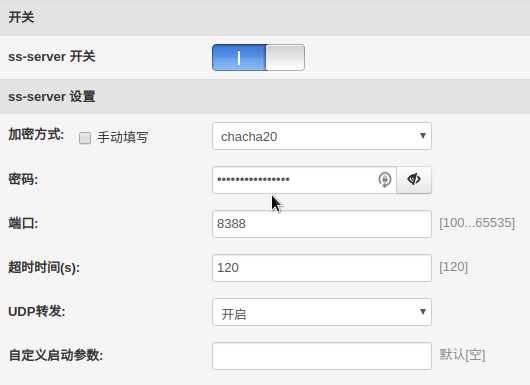 开关
ss-server 开关
ss-server 设置
加密方式: 手动填写 chacha20
密码: ••••••••••••••••
端口: 8388 [100...65535]
超时时间(s): 120 [120]
UDP转发: 开启
自定义启动参数: 默认[空]